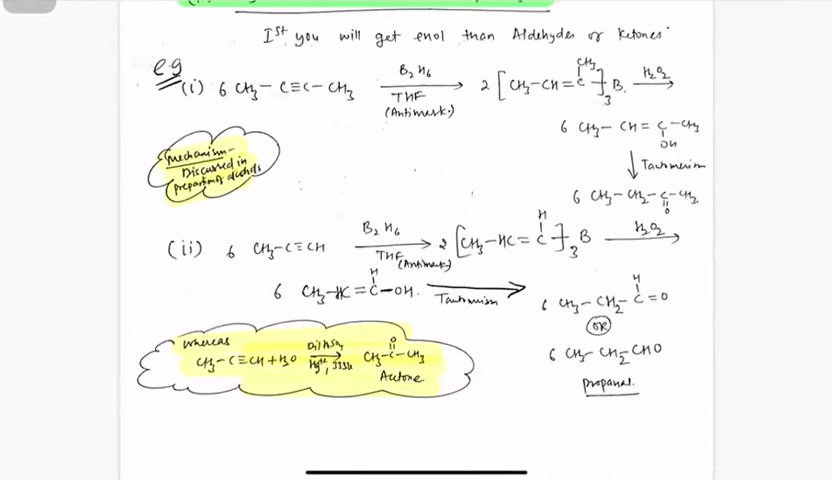 Ist you will get enol than Aldehydes or ketones
e.g
(i) 6 CH3 – C≡C – CH3 B2H6 THF (Antimark.) 2 [CH3–CH=C CH3]3 B. H2O2
6 CH3 – CH = C – CH3 OH
Mechanism–
Discussed in
preparation of alcohols
Tautomerism
6 CH3 – CH2 – C – CH3 O
(ii) 6 CH3–C≡CH B2H6 THF (Antimark) 2 [CH3–HC= C H]3 B H2O2
6 CH3–HC = C H –OH. Tautomerism 6 CH3 – CH2 – C H =O
OR
6 CH3 – CH2 – CHO
propanal.
whereas
CH3 – C≡CH + H2O Dil H2SO4 Hg2+, 333k CH3–C O –CH3
Acetone